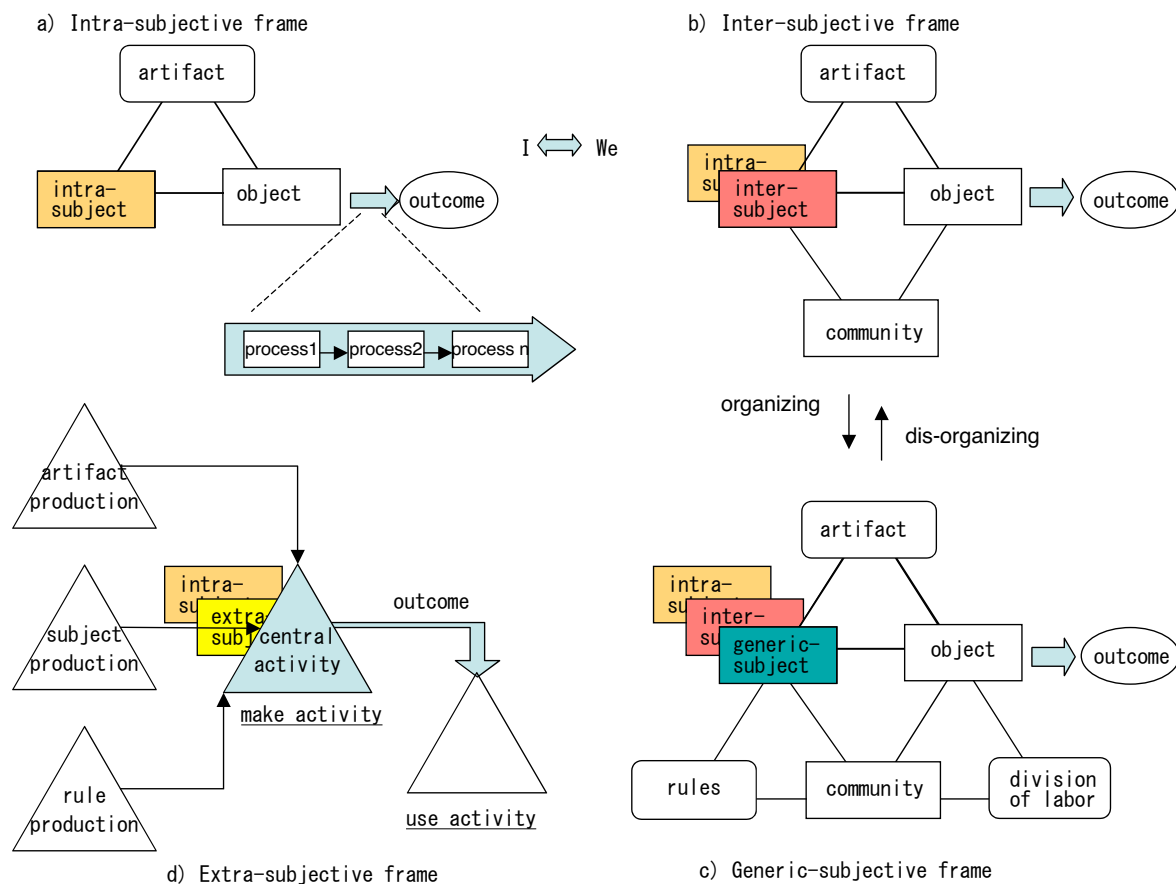 a) Intra-subjective frame
artifact
intra-
subject
object
outcome
process1
process2
process n
I
We
b) Inter-subjective frame
artifact
intra-
inter-
subject
object
outcome
community
organizing
dis-organizing
artifact
production
subject
production
rule
production
intra-
extra-
central
activity
make activity
outcome
use activity
d) Extra-subjective frame
artifact
intra-
inter-
generic-
subject
object
outcome
rules
community
division
of labor
c) Generic-subjective frame